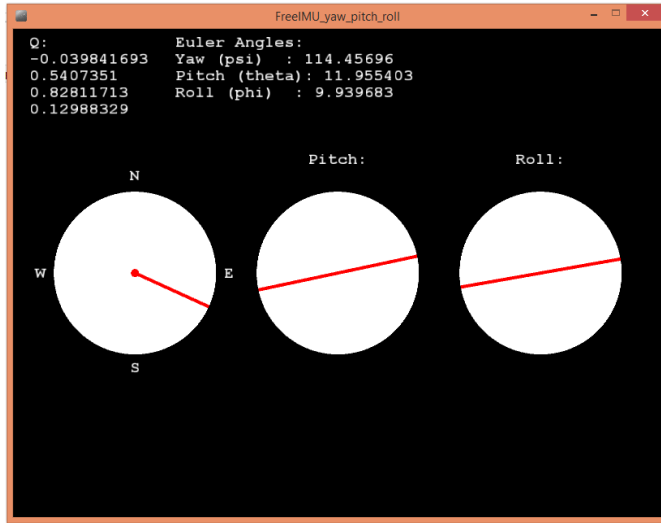 FreeIMU_yaw_pitch_roll
Q:
-0.039841693
0.5407351
0.82811713
0.12988329
Euler Angles:
Yaw (psi)  : 114.45696
Pitch (theta): 11.955403
Roll (phi)  : 9.939683
N
W
E
S
Pitch:
Roll: